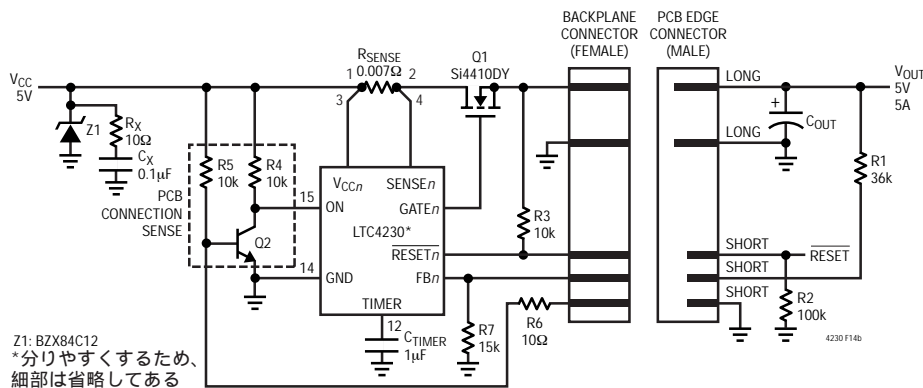 BACKPLANE
CONNECTOR
(FEMALE)
PCB EDGE
CONNECTOR
(MALE)
VCC
5V
RSENSE
0.007Ω
1
2
3
4
Q1
Si4410DY
LONG
VOUT
5V
5A
Z1
RX
10Ω
CX
0.1µF
+
COUT
LONG
R5
10k
R4
10k
R1
36k
PCB
CONNECTION
SENSE
15
VCCn
SENSEn
ON
GATEn
LTC4230*
R3
10k
Q2
RESETn
SHORT
RESET
14
GND
FBn
SHORT
TIMER
SHORT
12
CTIMER
1µF
R7
15k
R6
10Ω
R2
100k
4230 F14b
Z1: BZX84C12
*分りやすくするため、
細部は省略してある